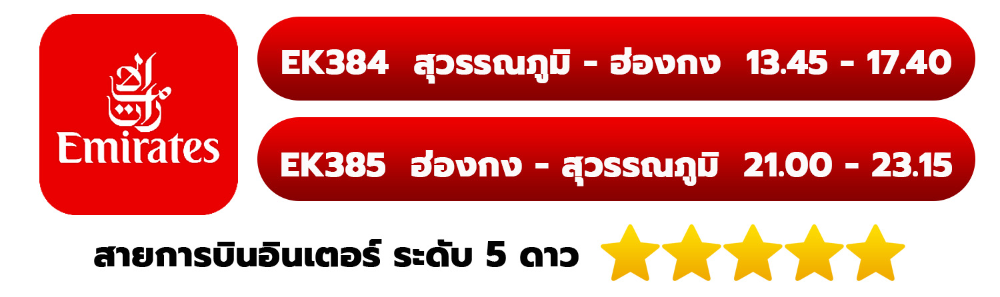 Emirates
EK384 สุวรรณภูมิ - ฮ่องกง 13.45 - 17.40
EK385 ฮ่องกง - สุวรรณภูมิ 21.00 - 23.15
สายการบินอินเตอร์ ระดับ 5 ดาว